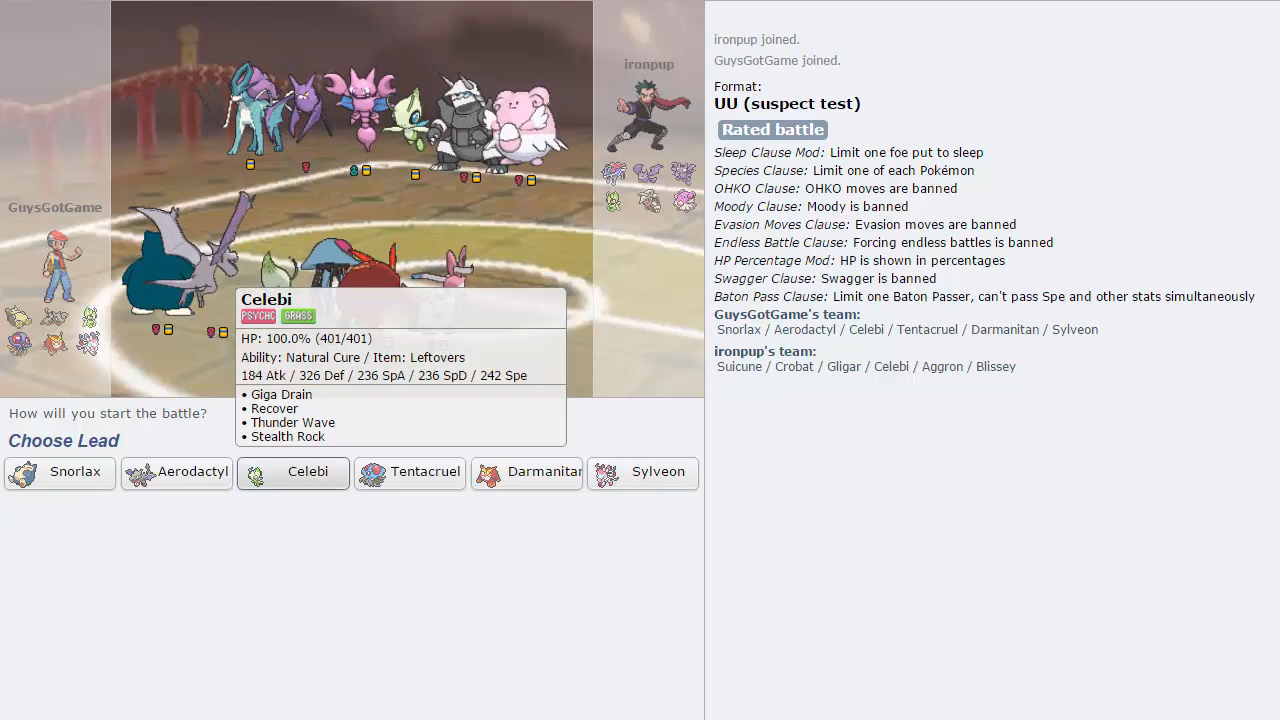 ironpup
GuysGotGame
Celebi
PSYCHC GRASS
HP: 100.0% (401/401)
Ability: Natural Cure / Item: Leftovers
184 Atk / 326 Def / 236 SpA / 236 SpD / 242 Spe
• Giga Drain
• Recover
• Thunder Wave
• Stealth Rock
How will you start the battle?
Choose Lead
Snorlax
Aerodactyl
Celebi
Tentacruel
Darmanitar
Sylveon
ironpup joined.
GuysGotGame joined.
Format:
UU (suspect test)
Rated battle
Sleep Clause Mod: Limit one foe put to sleep
Species Clause: Limit one of each Pokémon
OHKO Clause: OHKO moves are banned
Moody Clause: Moody is banned
Evasion Moves Clause: Evasion moves are banned
Endless Battle Clause: Forcing endless battles is banned
HP Percentage Mod: HP is shown in percentages
Swagger Clause: Swagger is banned
Baton Pass Clause: Limit one Baton Passer, can't pass Spe and other stats simultaneously
GuysGotGame's team:
Snorlax / Aerodactyl / Celebi / Tentacruel / Darmanitan / Sylveon
ironpup's team:
Suicune / Crobat / Gligar / Celebi / Aggron / Blissey